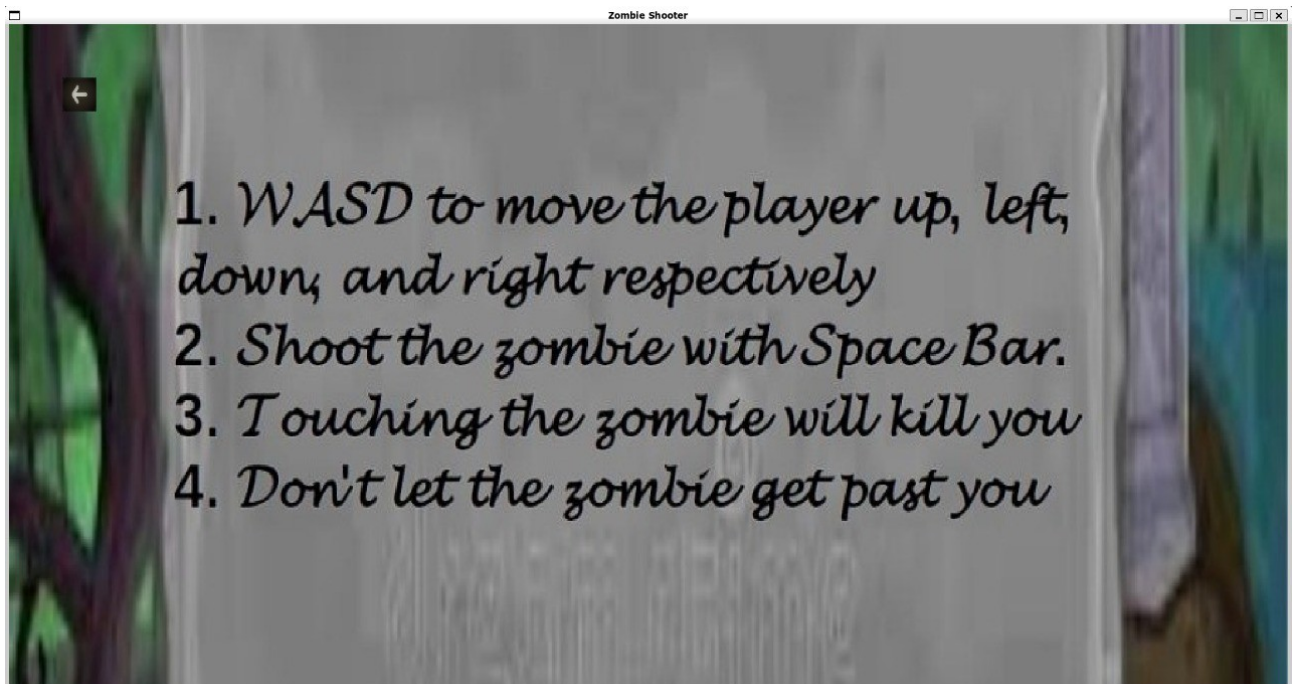 Zombie Shooter
1. WASD to move the player up, left,
down, and right respectively
2. Shoot the zombie with Space Bar.
3. Touching the zombie will kill you
4. Don't let the zombie get past you